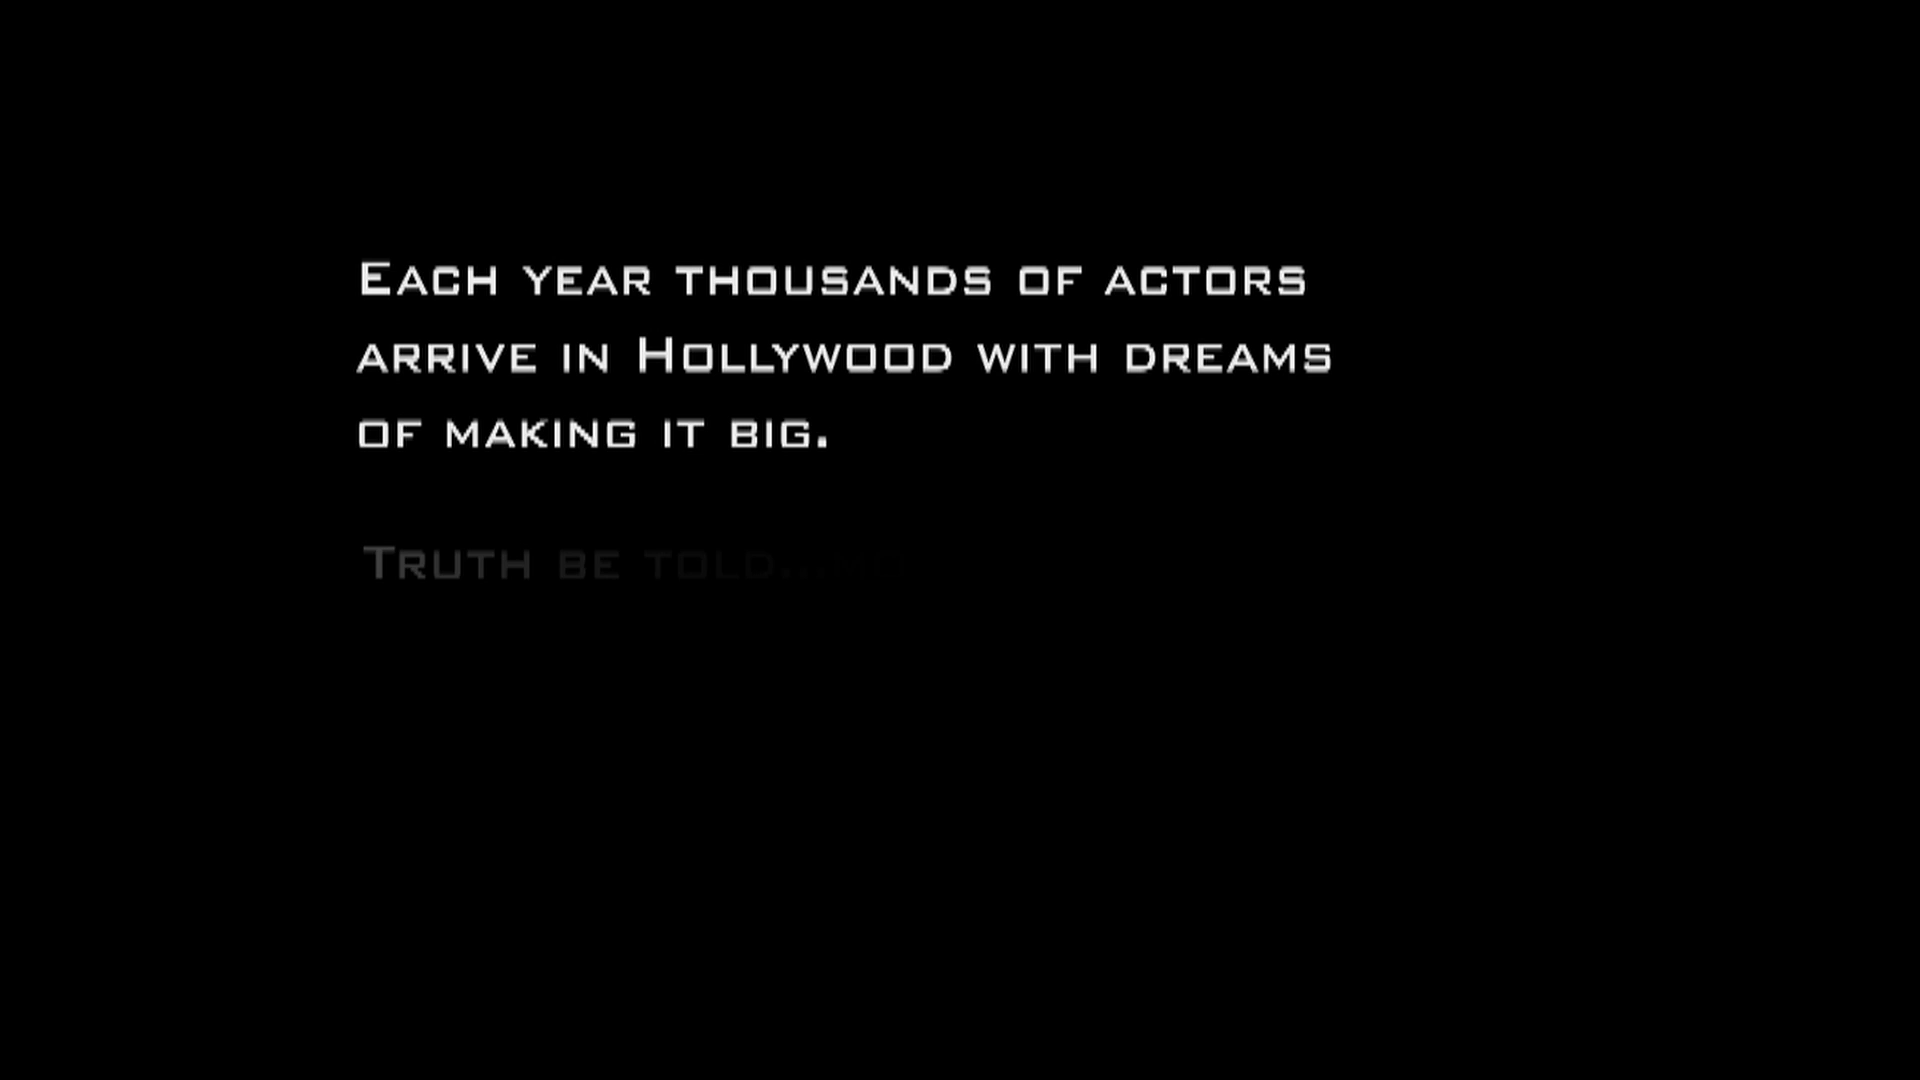 Each year thousands of actors
arrive in Hollywood with dreams
of making it big.
Truth be told...